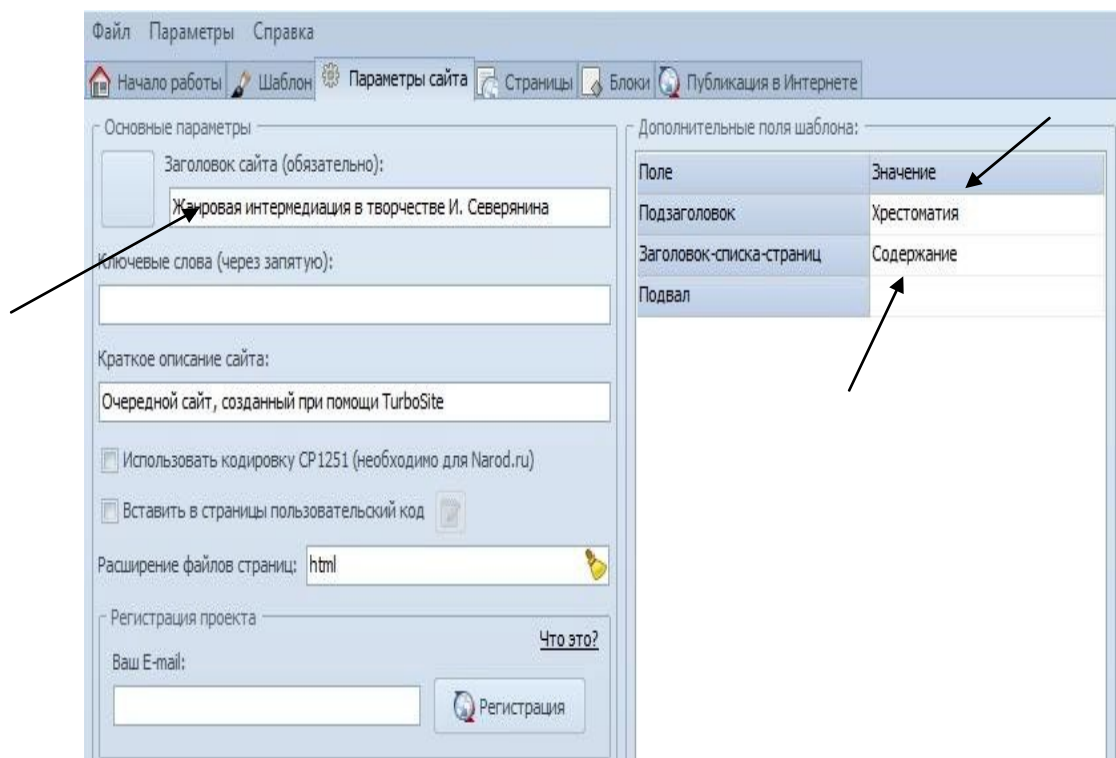 Файл Параметры Справка
Начало работы Шаблон Параметры сайта Страницы Блоки Публикация в Интернете
Основные параметры
Заголовок сайта (обязательно):
Жанровая интермедиация в творчестве И. Северянина
Ключевые слова (через запятую):
Краткое описание сайта:
Очередной сайт, созданный при помощи TurboSite
Использовать кодировку CP1251 (необходимо для Narod.ru)
Вставить в страницы пользовательский код
Расширение файлов страниц: html
Регистрация проекта
Что это?
Ваш E-mail:
Регистрация
Дополнительные поля шаблона:
Поле Значение
Подзаголовок Хрестоматия
Заголовок-списка-страниц Содержание
Подвал